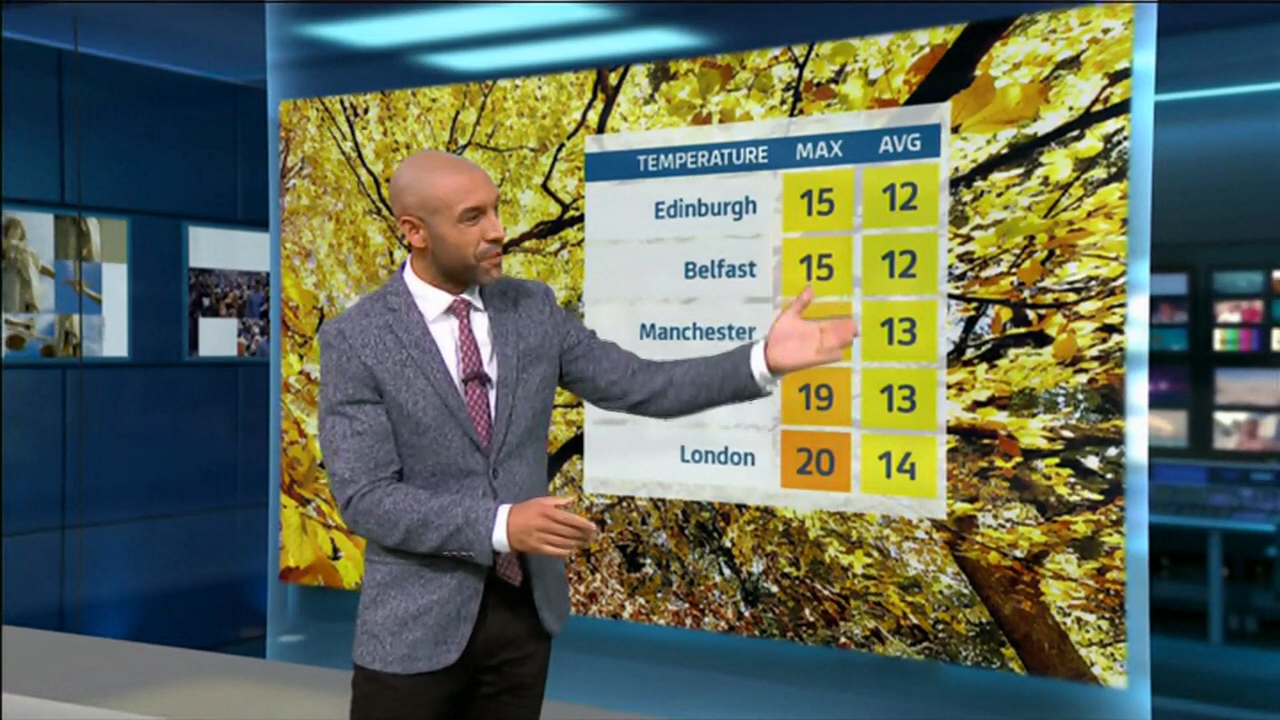 TEMPERATURE MAX AVG
Edinburgh 15 12
Belfast 15 12
Manchester 13
19 13
London 20 14